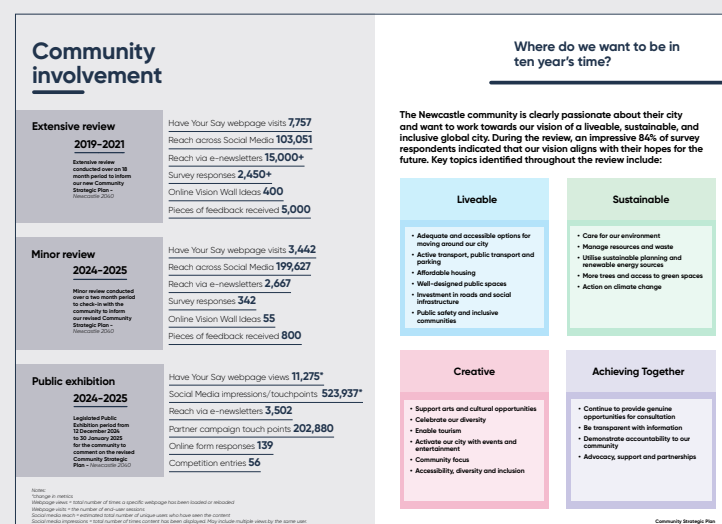 Community
involvement
Extensive review
2019-2021
Extensive review
conducted over an 18
month period to inform
our new Community
Strategic Plan -
Newcastle 2040
Have Your Say webpage visits 7,757
Reach across Social Media 103,051
Reach via e-newsletters 15,000+
Survey responses 2,450+
Online Vision Wall Ideas 400
Pieces of feedback received 5,000
Minor review
2024-2025
Minor review conducted
over a two month period
to check-in with the
community to inform
our revised Community
Strategic Plan -
Newcastle 2040
Have Your Say webpage visits 3,442
Reach across Social Media 199,627
Reach via e-newsletters 2,667
Survey responses 342
Online Vision Wall Ideas 55
Pieces of feedback received 800
Public exhibition
2024-2025
Legislated Public
Exhibition period from
12 December 2024
to 30 January 2025
for the community to
comment on the revised
Community Strategic
Plan - Newcastle 2040
Have Your Say webpage views 11,275*
Social Media impressions/touchpoints 523,937*
Reach via e-newsletters 3,502
Partner campaign touch points 202,880
Online form responses 139
Competition entries 56
Notes:
*change in metrics
Webpage views = total number of times a specific webpage has been loaded or reloaded
Webpage visits = the number of end-user sessions
Social media reach = estimated total number of unique users who have seen the content
Social media impressions = total number of times content has been displayed. May include multiple views by the same user
Where do we want to be in
ten year's time?
The Newcastle community is clearly passionate about their city
and want to work towards our vision of a liveable, sustainable, and
inclusive global city. During the review, an impressive 84% of survey
respondents indicated that our vision aligns with their hopes for the
future. Key topics identified throughout the review include:
Liveable
• Adequate and accessible options for
moving around our city
• Active transport, public transport and
parking
• Affordable housing
• Well-designed public spaces
• Investment in roads and social
infrastructure
• Public safety and inclusive
communities
Sustainable
• Care for our environment
• Manage resources and waste
• Utilise sustainable planning and
renewable energy sources
• More trees and access to green spaces
• Action on climate change
Creative
• Support arts and cultural opportunities
• Celebrate our diversity
• Enable tourism
• Activate our city with events and
entertainment
• Community focus
• Accessibility, diversity and inclusion
Achieving Together
• Continue to provide genuine
opportunities for consultation
• Be transparent with information
• Demonstrate accountability to our
community
• Advocacy, support and partnerships
Community Strategic Plan